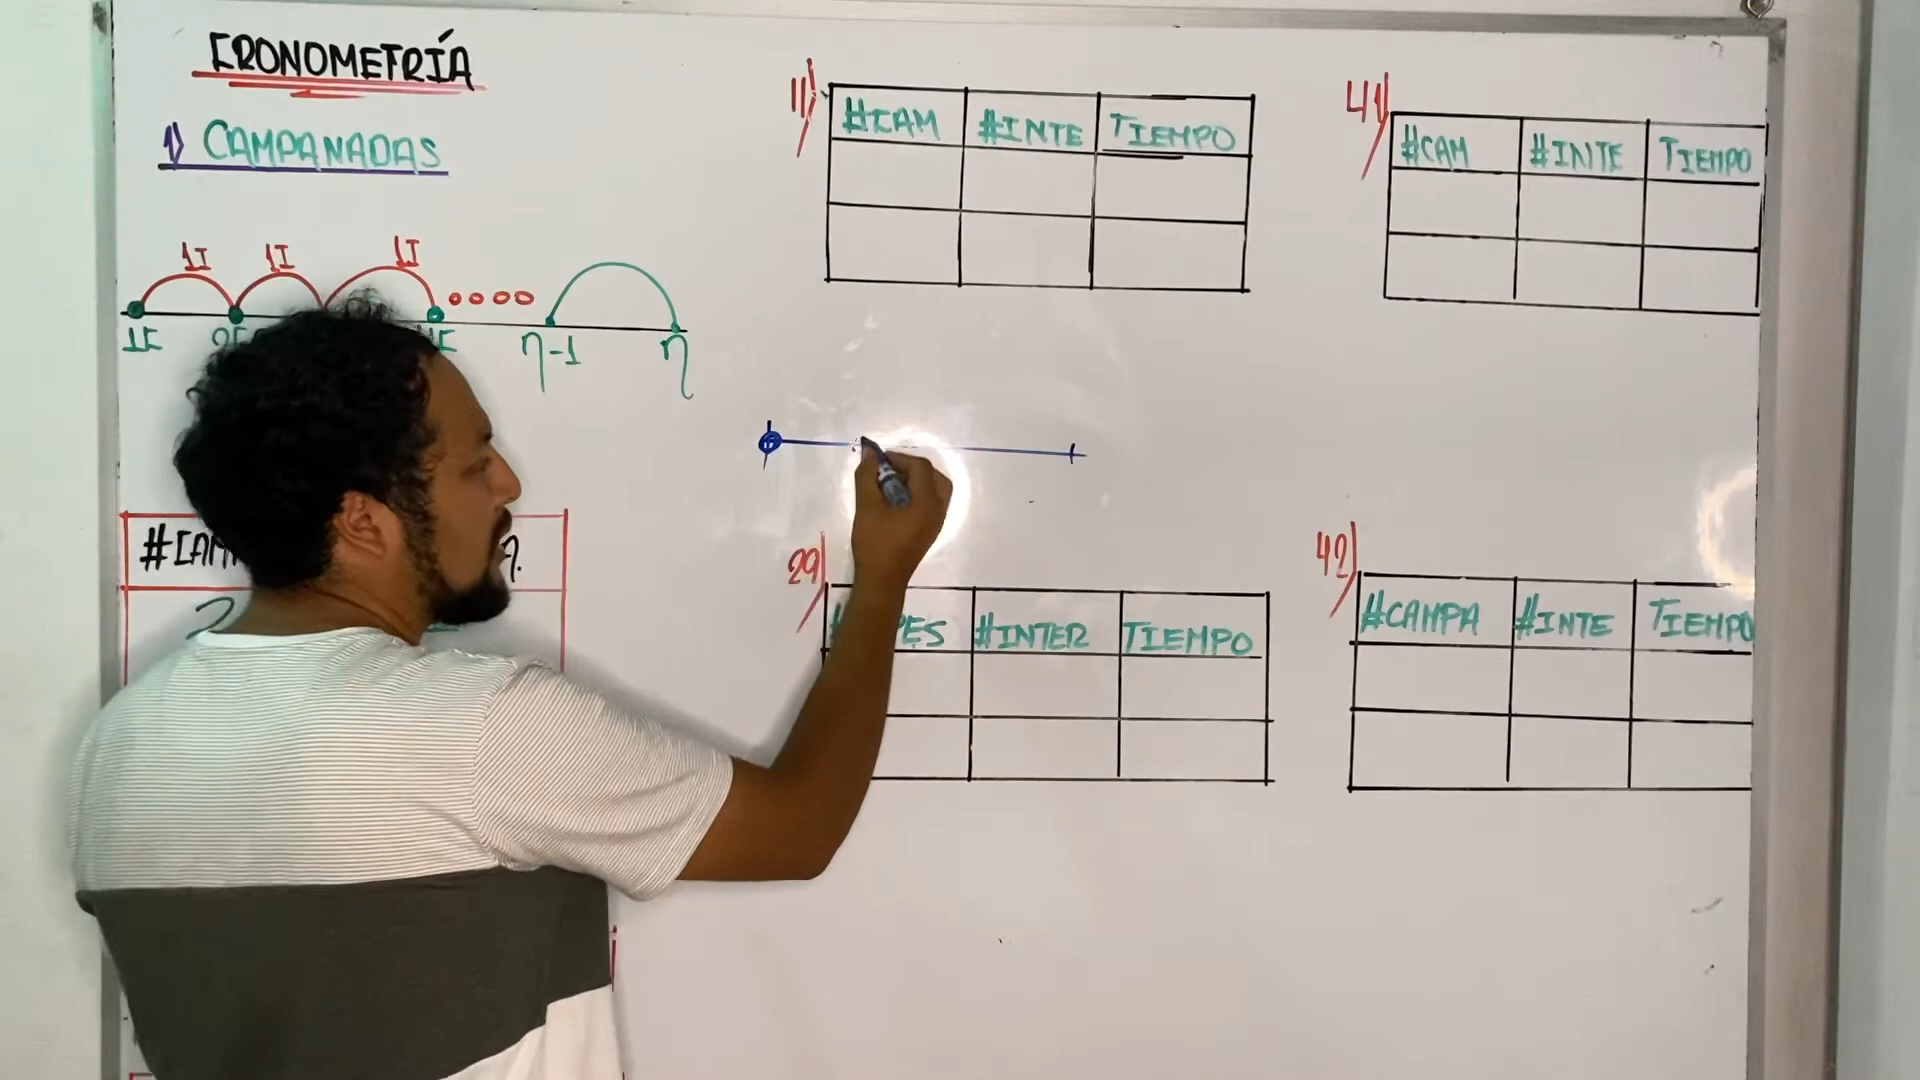 CRONOMETRÍA
1) CAMPANADAS
1I 1I 1I
1C
η-1 η
2
11)
#CAM #INTE TIEMPO
29)
#INTER TIEMPO
41)
#CAM #INTE TIEMPO
42)
#CAMPA #INTE TIEMPO